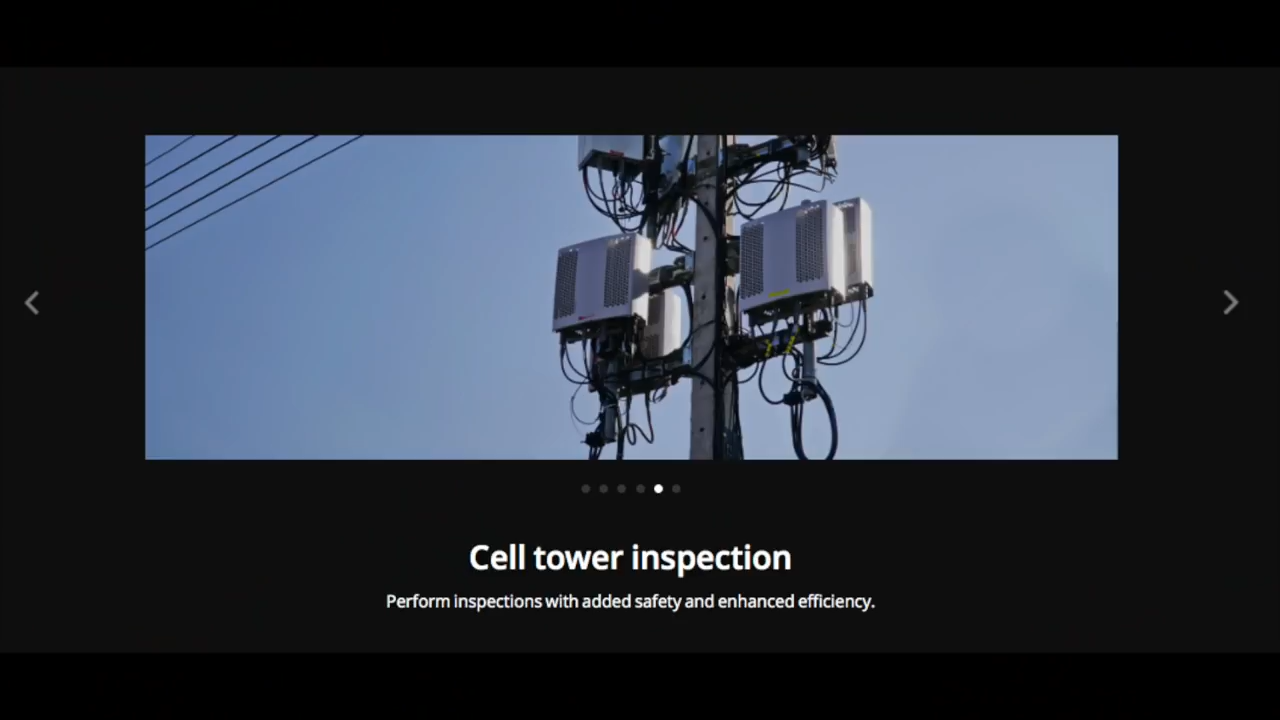 Cell tower inspection
Perform inspections with added safety and enhanced efficiency.